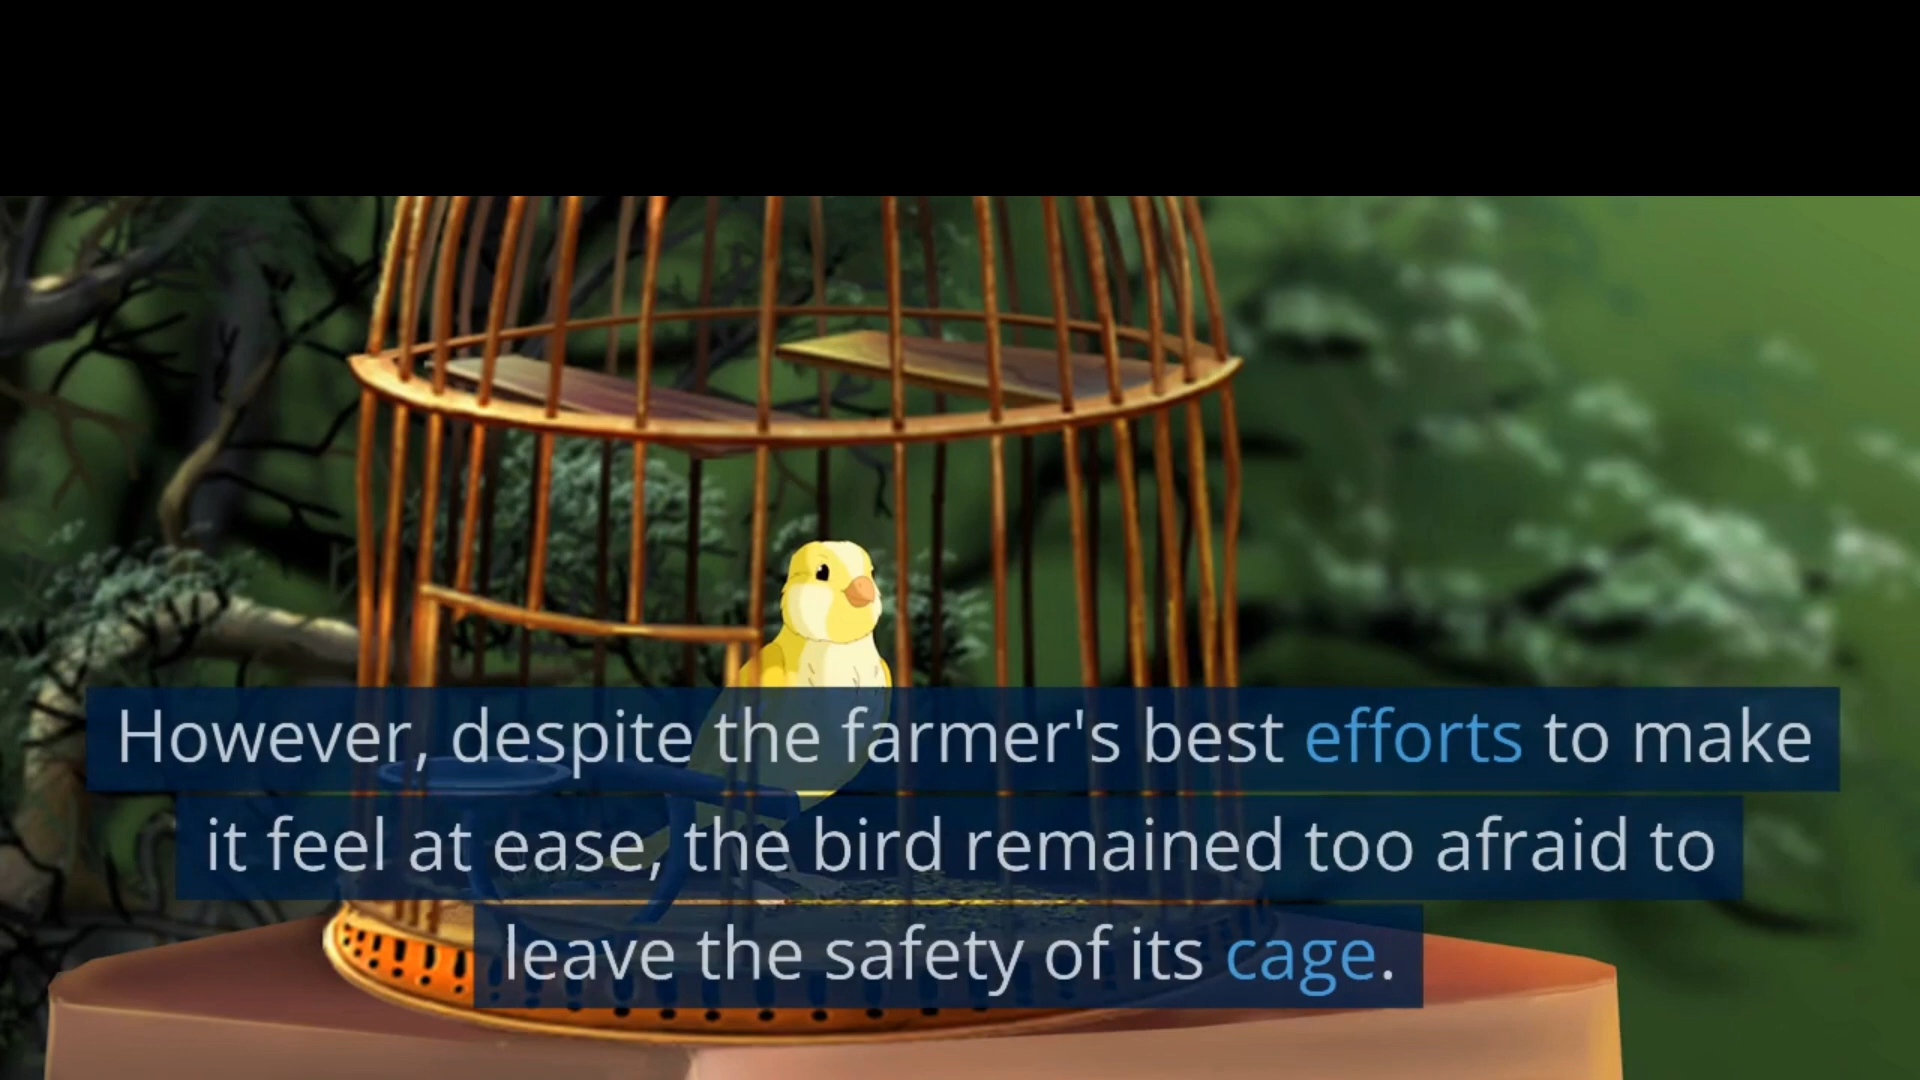 However, despite the farmer's best efforts to make
it feel at ease, the bird remained too afraid to
leave the safety of its cage.